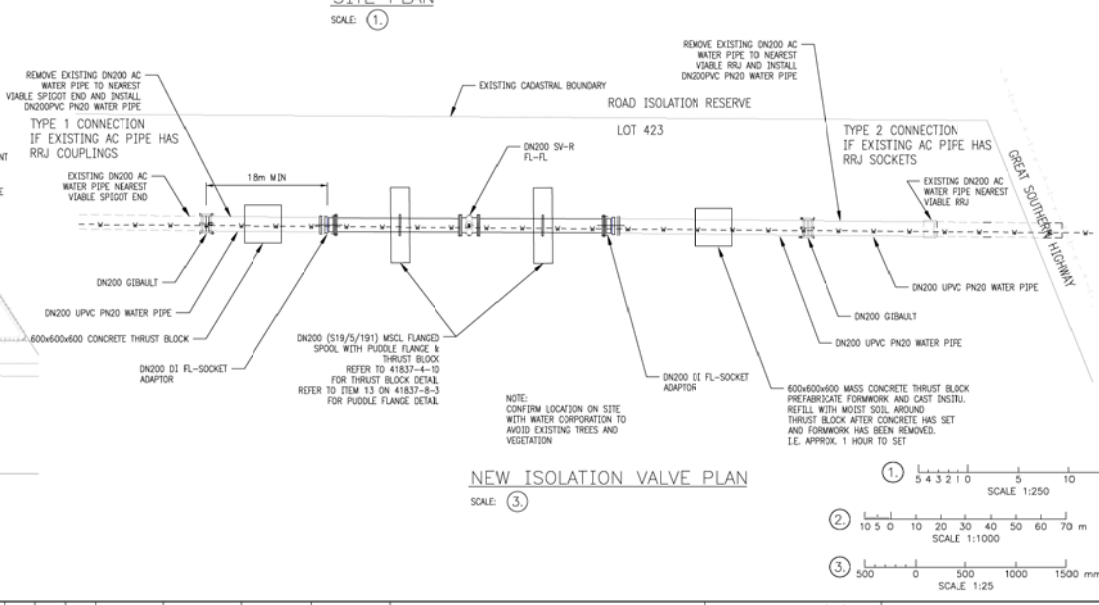 SITE PLAN
SCALE: 1.
REMOVE EXISTING DN200 AC
WATER PIPE TO NEAREST
VIABLE SPIGOT END AND INSTALL
DN200PVC PN20 WATER PIPE
TYPE 1 CONNECTION
IF EXISTING AC PIPE HAS
RRJ COUPLINGS
EXISTING DN200 AC
WATER PIPE NEAREST
VIABLE SPIGOT END
18m MIN
EXISTING CADASTRAL BOUNDARY
ROAD ISOLATION RESERVE
LOT 423
DN200 SV-R
FL-FL
REMOVE EXISTING DN200 AC
WATER PIPE TO NEAREST
VIABLE RRJ AND INSTALL
DN200PVC PN20 WATER PIPE
TYPE 2 CONNECTION
IF EXISTING AC PIPE HAS
RRJ SOCKETS
EXISTING DN200 AC
WATER PIPE NEAREST
VIABLE RRJ
GREAT SOUTHERN HIGHWAY
DN200 GIBAULT
DN200 UPVC PN20 WATER PIPE
600x600x600 CONCRETE THRUST BLOCK
DN200 DI FL-SOCKET
ADAPTOR
DN200 (S19/5/191) MSCL FLANGED
SPOOL WITH PUDDLE FLANGE &
THRUST BLOCK
REFER TO 41837-4-10
FOR THRUST BLOCK DETAIL
REFER TO ITEM 13 ON 41837-8-3
FOR PUDDLE FLANGE DETAIL
NOTE:
CONFIRM LOCATION ON SITE
WITH WATER CORPORATION TO
AVOID EXISTING TREES AND
VEGETATION
DN200 DI FL-SOCKET
ADAPTOR
DN200 UPVC PN20 WATER PIPE
DN200 GIBAULT
DN200 UPVC PN20 WATER PIPE
600x600x600 MASS CONCRETE THRUST BLOCK
PREFABRICATE FORMWORK AND CAST INSITU.
REFILL WITH MOIST SOIL AROUND
THRUST BLOCK AFTER CONCRETE HAS SET
AND FORMWORK HAS BEEN REMOVED.
I.E. APPROX. 1 HOUR TO SET
NEW ISOLATION VALVE PLAN
SCALE: 3.
1. 5 4 3 2 1 0 5 10
SCALE 1:250
2. 10 5 0 10 20 30 40 50 60 70 m
SCALE 1:1000
3. 500 0 500 1000 1500 mm
SCALE 1:25